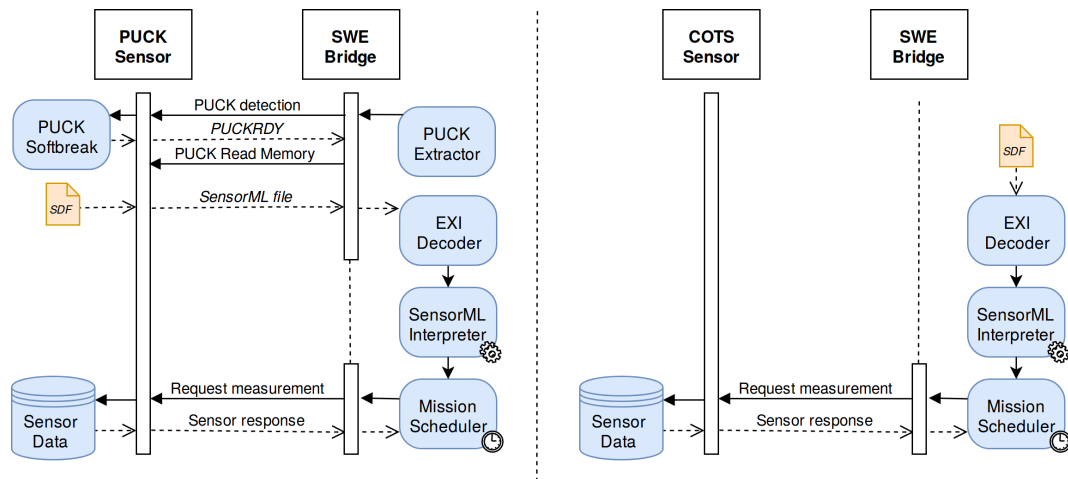 PUCK
Sensor
SWE
Bridge
PUCK detection
PUCK
Softbreak
PUCKRDY
PUCK
Extractor
PUCK Read Memory
SDF
SensorML file
EXI
Decoder
SensorML
Interpreter
Request measurement
Sensor
Data
Sensor response
Mission
Scheduler
COTS
Sensor
SWE
Bridge
SDF
EXI
Decoder
SensorML
Interpreter
Request measurement
Sensor
Data
Sensor response
Mission
Scheduler